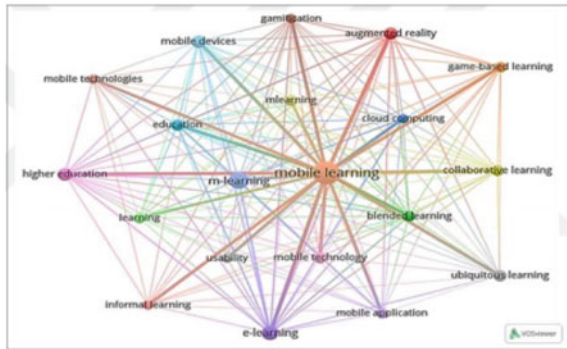 gamification
mobile devices
augmented reality
game-based learning
mobile technologies
mlearning
cloud computing
education
higher education
m-learning
mobile learning
collaborative learning
learning
blended learning
usability
mobile technology
ubiquitous learning
informal learning
mobile application
e-learning
VOSviewer